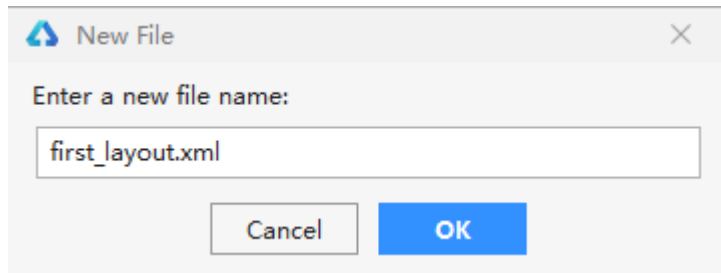 New File
Enter a new file name:
first_layout.xml
Cancel
OK